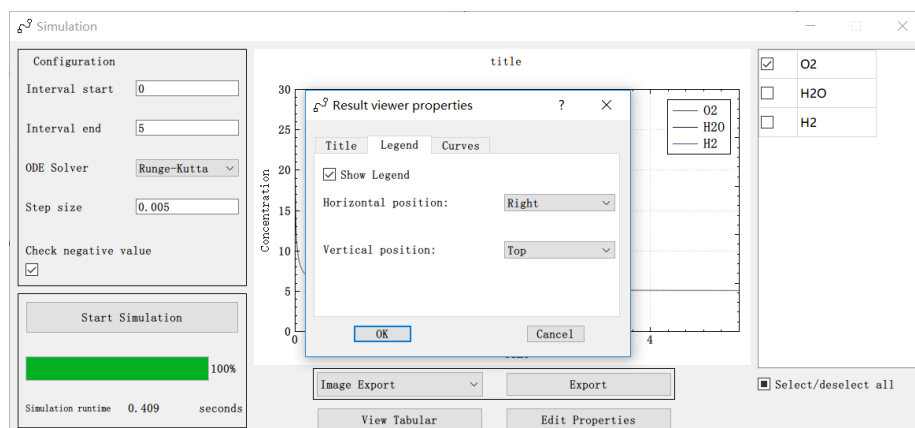 Simulation
Configuration
Interval start 0
Interval end 5
ODE Solver Runge-Kutta
Step size 0.005
Check negative value
Start Simulation
100%
Simulation runtime 0.409 seconds
title
Concentration
30
25
20
15
10
5
0
0 4
O2
H2O
H2
Result viewer properties ?
Title Legend Curves
Show Legend
Horizontal position: Right
Vertical position: Top
OK Cancel
Image Export Export
View Tabular Edit Properties
O2
H2O
H2
Select/deselect all